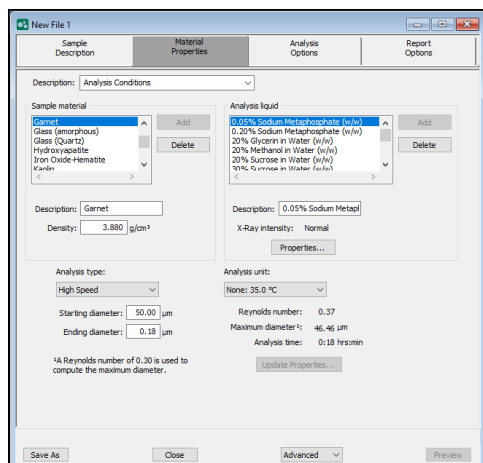 New File 1
Sample Description
Material Properties
Analysis Options
Report Options
Description: Analysis Conditions
Sample material
Garnet
Glass (amorphous)
Glass (Quartz)
Hydroxyapatite
Iron Oxide-Hematite
Kaolin
Add
Delete
Description: Garnet
Density: 3.880 g/cm³
Analysis liquid
0.05% Sodium Metaphosphate (w/w)
0.20% Sodium Metaphosphate (w/w)
20% Glycerin in Water (w/w)
20% Methanol in Water (w/w)
20% Sucrose in Water (w/w)
30% Sucrose in Water (w/w)
Add
Delete
Description: 0.05% Sodium Metapl
X-Ray intensity: Normal
Properties...
Analysis type:
High Speed
Starting diameter: 50.00 µm
Ending diameter: 0.18 µm
¹A Reynolds number of 0.30 is used to
compute the maximum diameter.
Analysis unit:
None: 35.0 °C
Reynolds number: 0.37
Maximum diameter¹: 46.46 µm
Analysis time: 0:18 hrs:min
Update Properties...
Save As
Close
Advanced
Preview